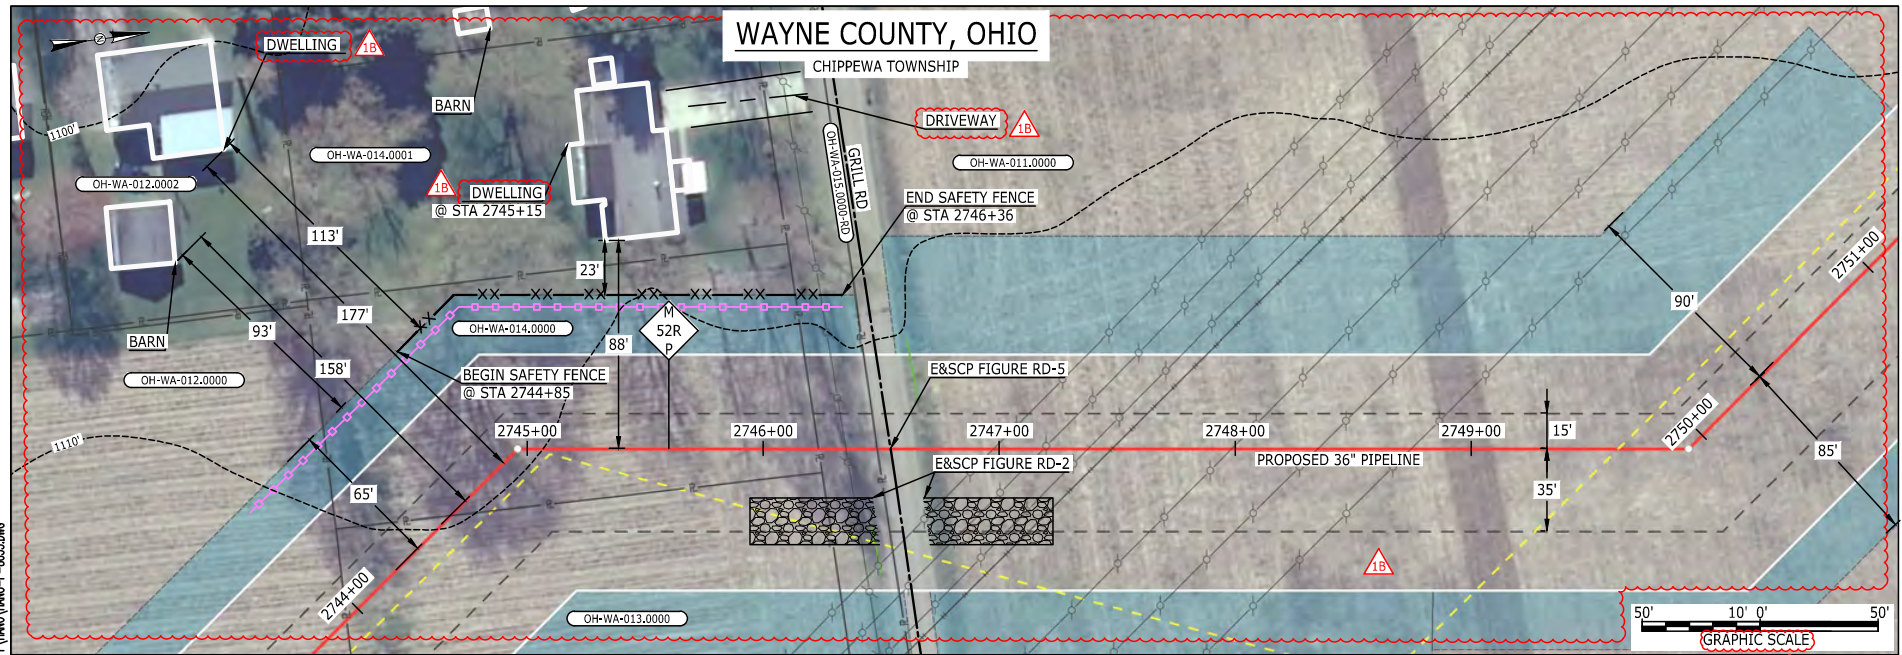 WAYNE COUNTY, OHIO
CHIPPEWA TOWNSHIP
N
DWELLING
1B
BARN
DRIVEWAY
1B
1100'
OH-WA-014.0001
OH-WA-011.0000
OH-WA-012.0002
1B
DWELLING
@ STA 2745+15
OH-WA-015.0000-RD
GRILL RD
END SAFETY FENCE
@ STA 2746+36
113'
23'
177'
93'
158'
BARN
OH-WA-014.0000
M
52R
P
88'
90'
2751+00
OH-WA-012.0000
BEGIN SAFETY FENCE
@ STA 2744+85
E&SCP FIGURE RD-5
1110'
2745+00
2746+00
2747+00
2748+00
2749+00
2750+00
15'
PROPOSED 36" PIPELINE
E&SCP FIGURE RD-2
85'
65'
35'
1B
2744+00
OH-WA-013.0000
50'
10'
0'
50'
GRAPHIC SCALE